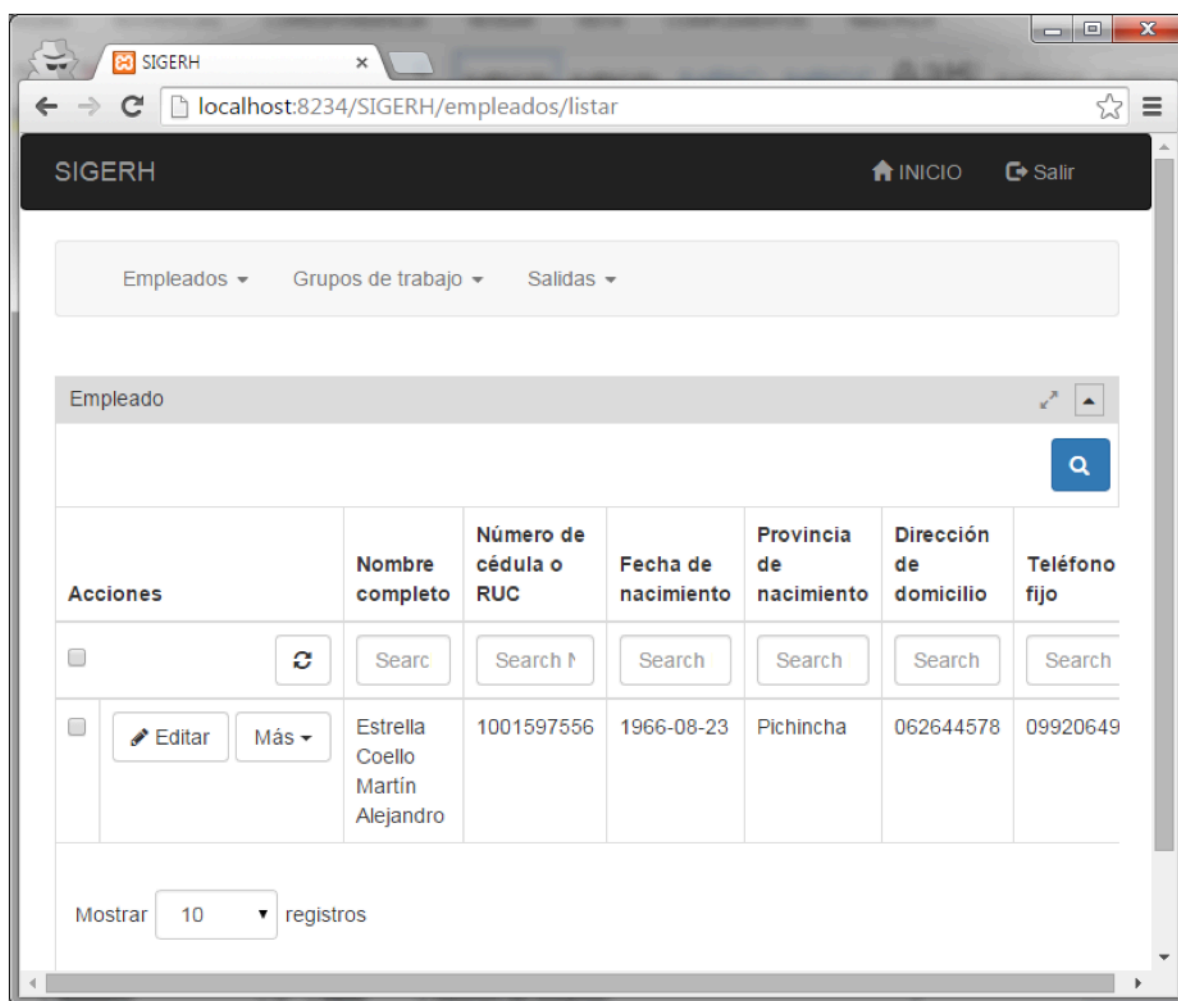 SIGERH
localhost:8234/SIGERH/empleados/listar
SIGERH INICIO Salir
Empleados Grupos de trabajo Salidas
Empleado
Acciones
Nombre
completo
Número de
cédula o
RUC
Fecha de
nacimiento
Provincia
de
nacimiento
Dirección
de
domicilio
Teléfono
fijo
Searc Search N Search Search Search Search
Editar Más
Estrella
Coello
Martín
Alejandro
1001597556 1966-08-23 Pichincha 062644578 09920649
Mostrar 10 registros